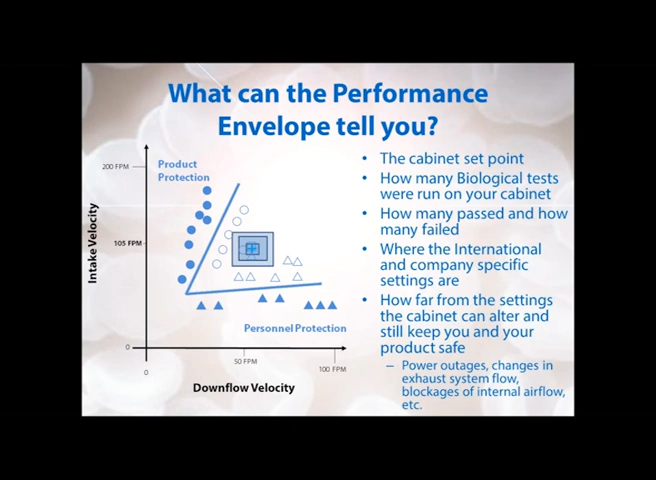 What can the Performance
Envelope tell you?
200 FPM
Product
Protection
Intake Velocity
105 FPM
Personnel Protection
0
50 FPM
100 FPM
0
Downflow Velocity
• The cabinet set point
• How many Biological tests
were run on your cabinet
• How many passed and how
many failed
• Where the International
and company specific
settings are
• How far from the settings
the cabinet can alter and
still keep you and your
product safe
– Power outages, changes in
exhaust system flow,
blockages of internal airflow,
etc.